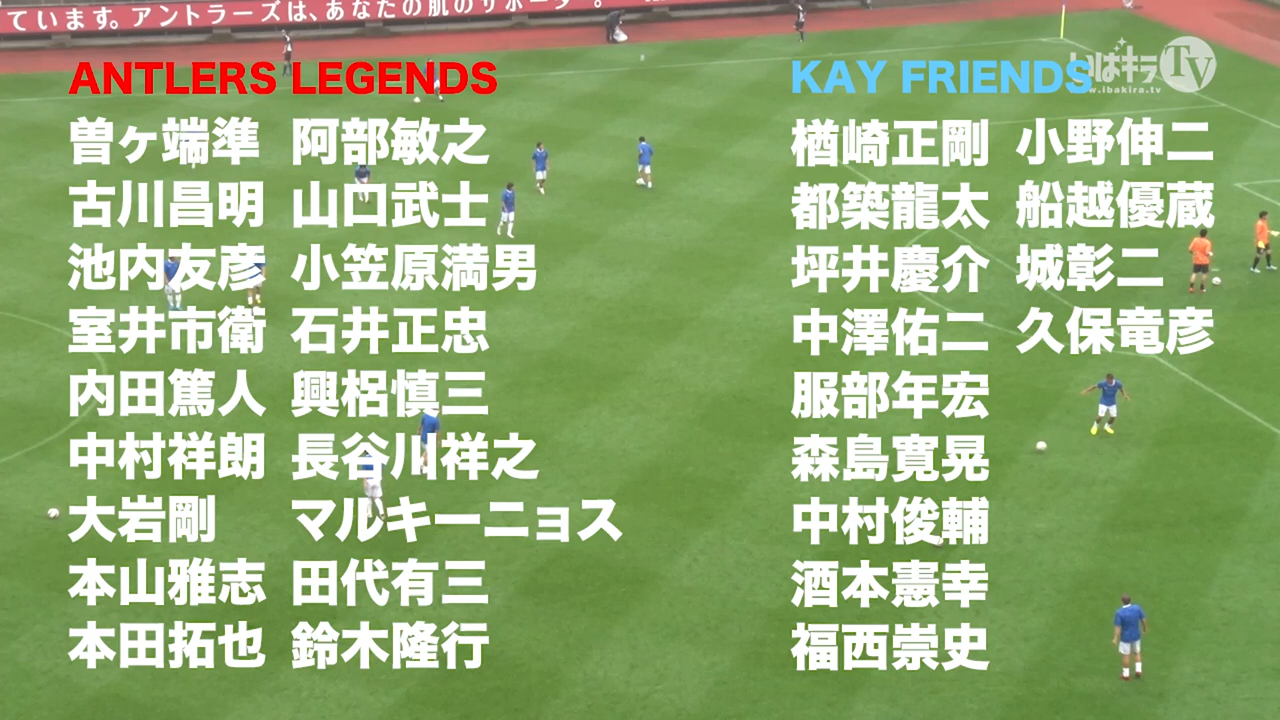 ています。アントラーズは、あなたの肌のサポーター。
ANTLERS LEGENDS
曽ヶ端準 阿部敏之
古川昌明 山口武士
池内友彦 小笠原満男
室井市衛 石井正忠
内田篤人 興梠慎三
中村祥朗 長谷川祥之
大岩剛 マルキーニョス
本山雅志 田代有三
本田拓也 鈴木隆行
KAY FRIENDS
楢崎正剛 小野伸二
都築龍太 船越優蔵
坪井慶介 城彰二
中澤佑二 久保竜彦
服部年宏
森島寛晃
中村俊輔
酒本憲幸
福西崇史
いばキラTV
www.ibakira.tv